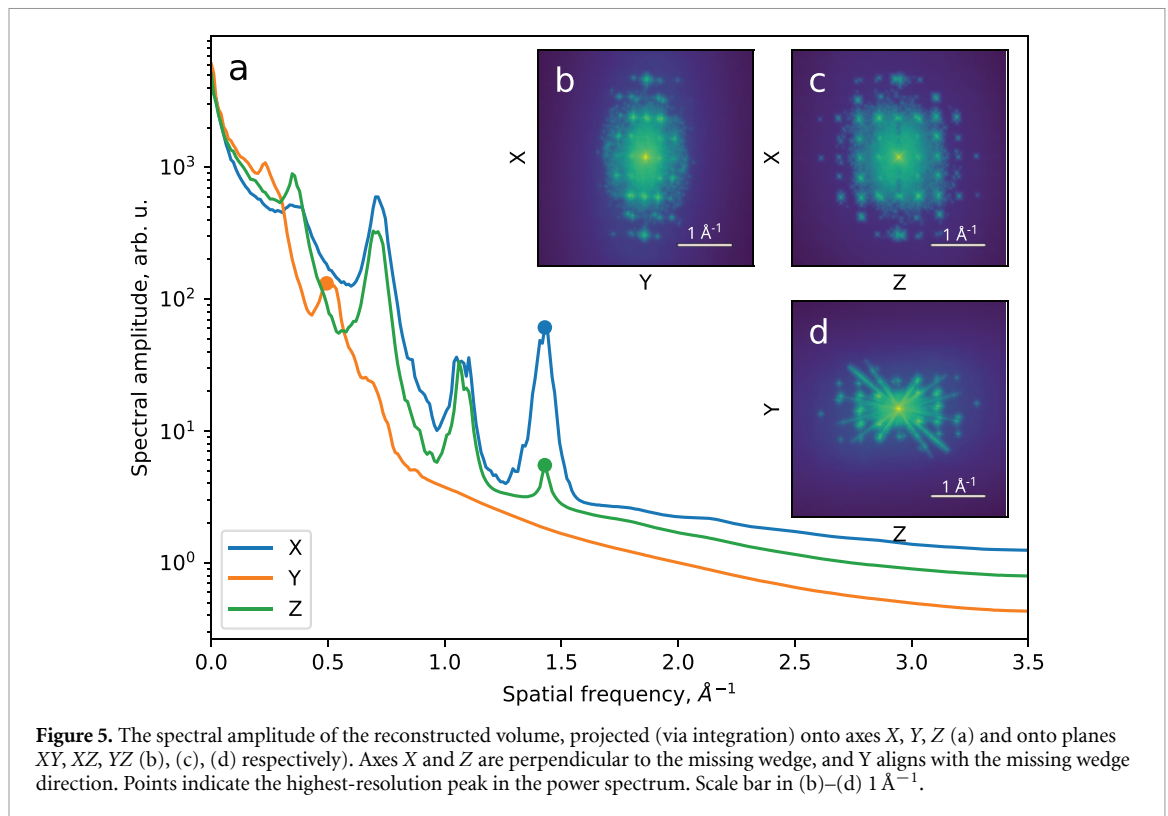 a
b
c
d
10³
10²
10¹
10⁰
Spectral amplitude, arb. u.
X
Y
1 Å⁻¹
X
Z
1 Å⁻¹
Y
Z
1 Å⁻¹
X
Y
Z
0.0 0.5 1.0 1.5 2.0 2.5 3.0 3.5
Spatial frequency, Å⁻¹
Figure 5. The spectral amplitude of the reconstructed volume, projected (via integration) onto axes X, Y, Z (a) and onto planes
XY, XZ, YZ (b), (c), (d) respectively). Axes X and Z are perpendicular to the missing wedge, and Y aligns with the missing wedge
direction. Points indicate the highest-resolution peak in the power spectrum. Scale bar in (b)–(d) 1 Å⁻¹.